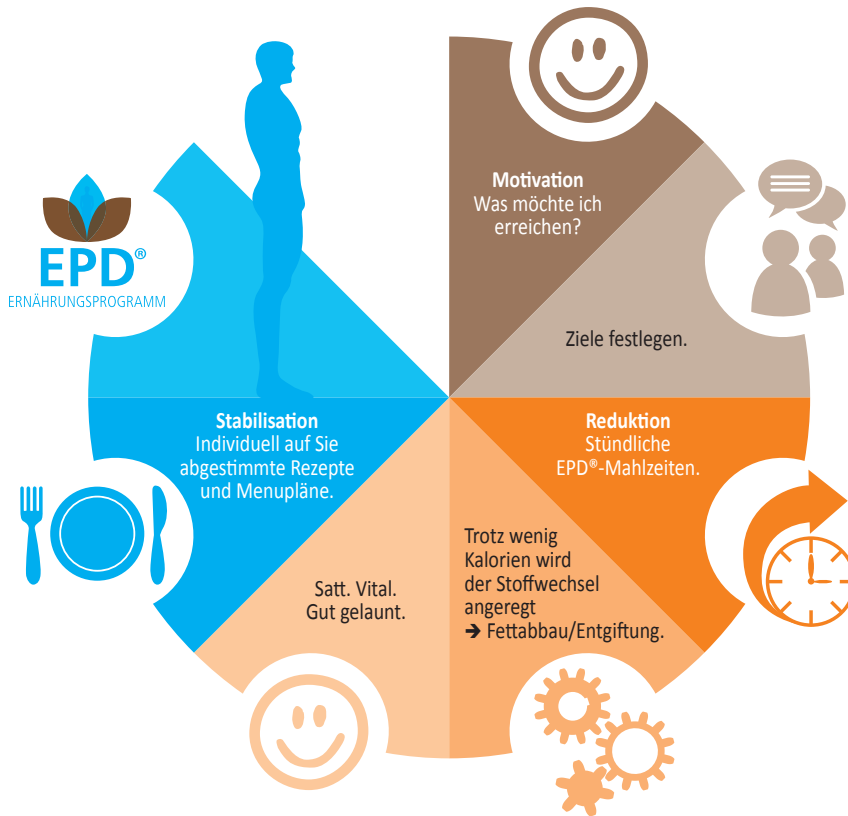 Motivation
Was möchte ich
erreichen?
Ziele festlegen.
Reduktion
Stündliche
EPD®-Mahlzeiten.
Trotz wenig
Kalorien wird
der Stoffwechsel
angeregt
➔ Fettabbau/Entgiftung.
Satt. Vital.
Gut gelaunt.
Stabilisation
Individuell auf Sie
abgestimmte Rezepte
und Menupläne.
EPD®
ERNÄHRUNGSPROGRAMM